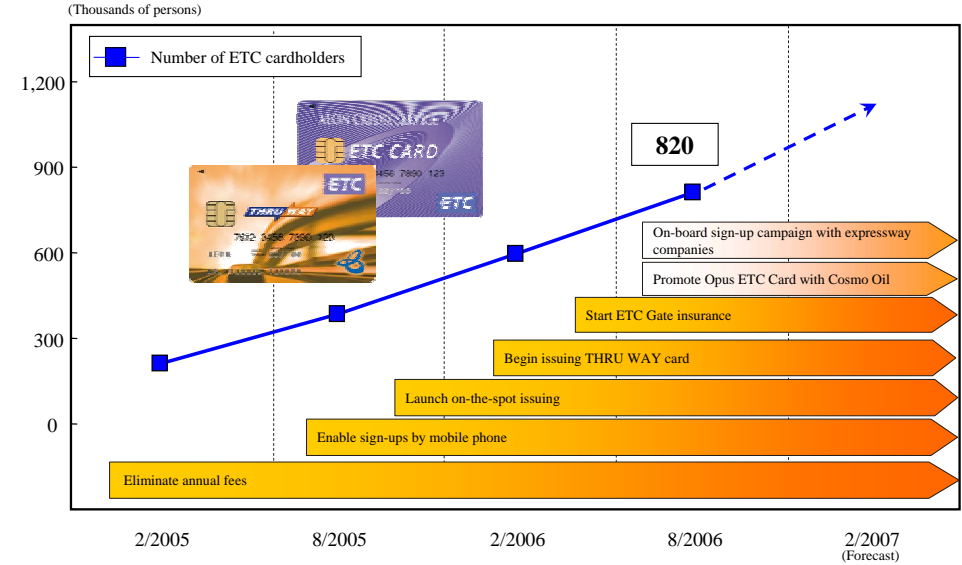 (Thousands of persons)
Number of ETC cardholders
1,200
900
600
300
0
820
ETC CARD
ETC
ETC
THRU WAY
On-board sign-up campaign with expressway
companies
Promote Opus ETC Card with Cosmo Oil
Start ETC Gate insurance
Begin issuing THRU WAY card
Launch on-the-spot issuing
Enable sign-ups by mobile phone
Eliminate annual fees
2/2005
8/2005
2/2006
8/2006
2/2007
(Forecast)